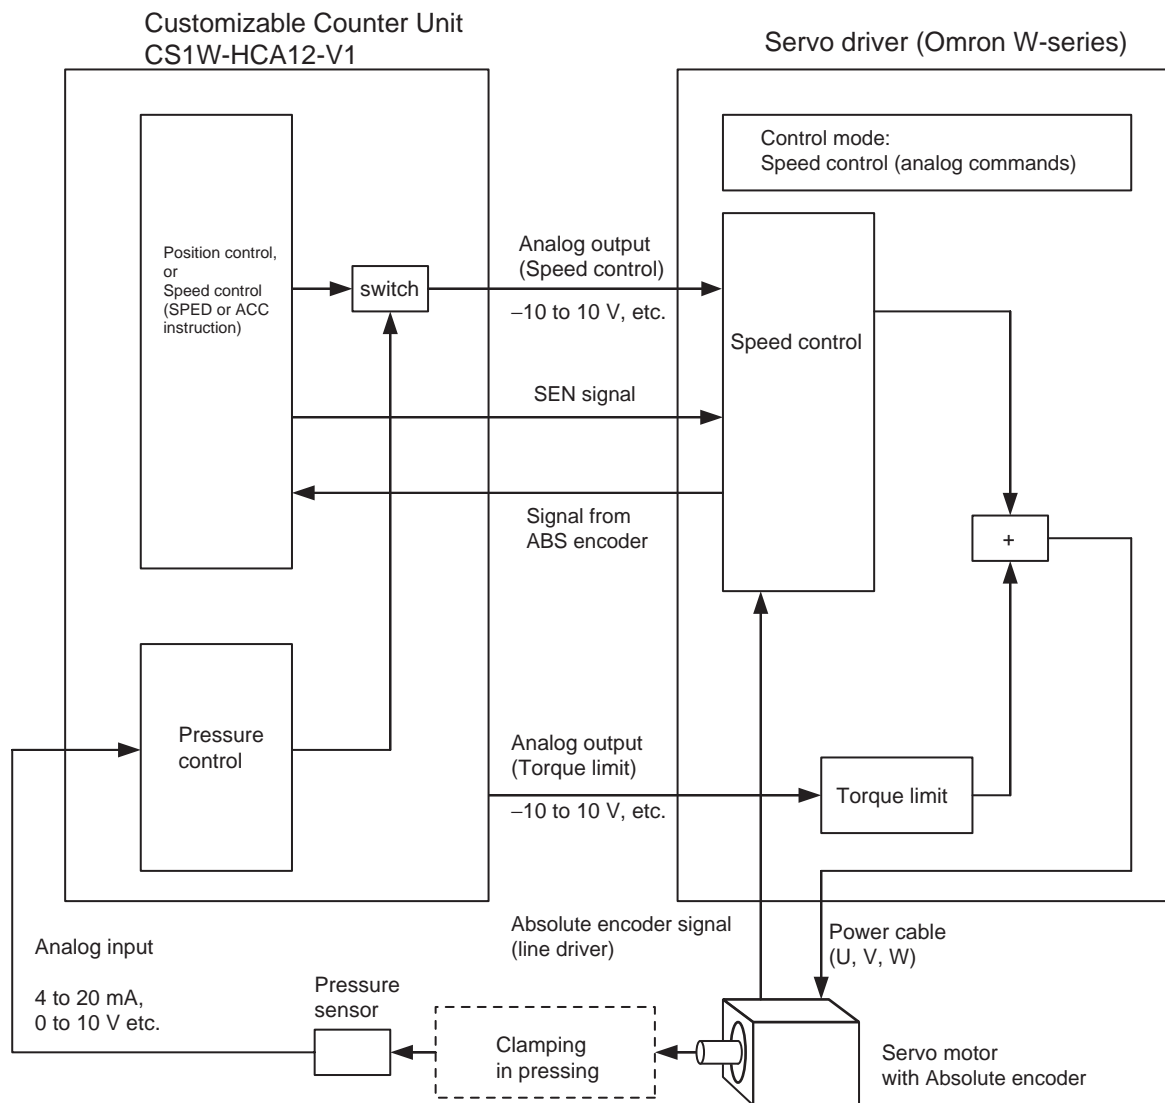 Customizable Counter Unit
CS1W-HCA12-V1
Servo driver (Omron W-series)
Control mode:
Speed control (analog commands)
Position control,
or
Speed control
(SPED or ACC
instruction)
switch
Analog output
(Speed control)
−10 to 10 V, etc.
Speed control
SEN signal
Signal from
ABS encoder
+
Pressure
control
Analog output
(Torque limit)
−10 to 10 V, etc.
Torque limit
Absolute encoder signal
(line driver)
Power cable
(U, V, W)
Analog input
4 to 20 mA,
0 to 10 V etc.
Pressure
sensor
Clamping
in pressing
Servo motor
with Absolute encoder